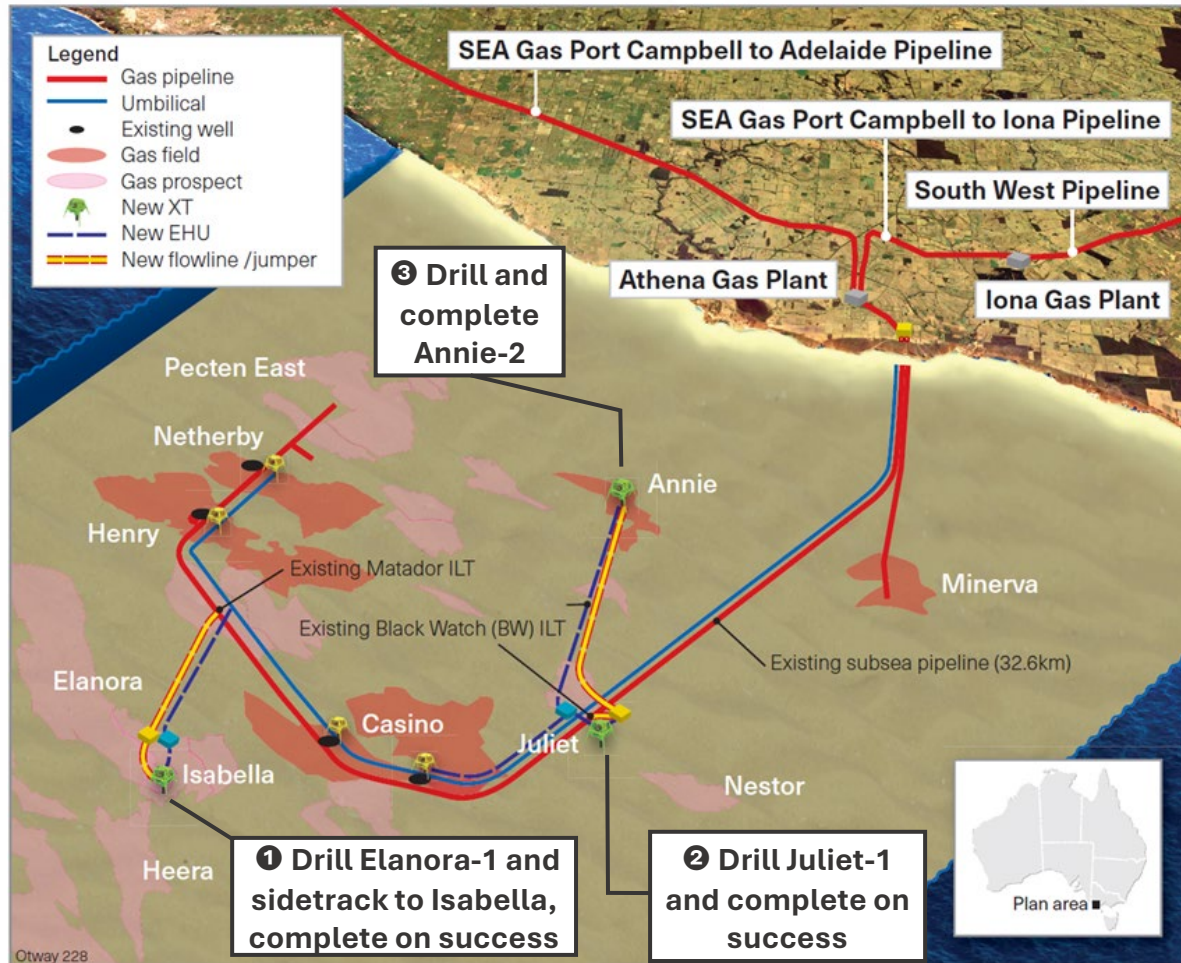 Legend
Gas pipeline
Umbilical
Existing well
Gas field
Gas prospect
New XT
New EHU
New flowline /jumper
SEA Gas Port Campbell to Adelaide Pipeline
SEA Gas Port Campbell to Iona Pipeline
South West Pipeline
Athena Gas Plant
Iona Gas Plant
❸ Drill and
complete
Annie-2
Pecten East
Netherby
Henry
Annie
Minerva
Existing Matador ILT
Existing Black Watch (BW) ILT
Existing subsea pipeline (32.6km)
Elanora
Casino
Juliet
Isabella
Nestor
Heera
❶ Drill Elanora-1 and
sidetrack to Isabella,
complete on success
❷ Drill Juliet-1
and complete on
success
Plan area
Otway 228